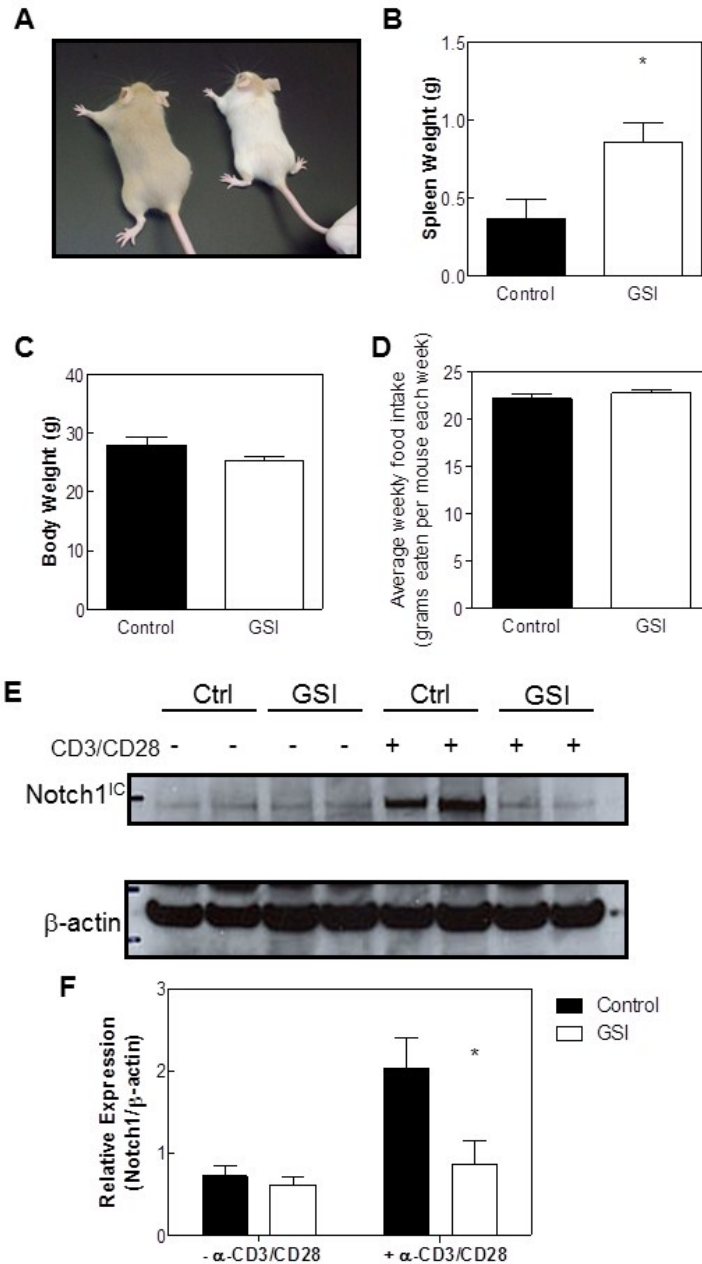 A
B
Spleen Weight (g)
1.5
1.0
0.5
0.0
*
Control GSI
C
Body Weight (g)
40
30
20
10
0
Control GSI
D
Average weekly food intake
(grams eaten per mouse each week)
25
20
15
10
5
0
Control GSI
E
Ctrl GSI Ctrl GSI
CD3/CD28 - - - - + + + +
Notch1ᴵᶜ
β-actin
F
Relative Expression
(Notch1/β-actin)
3
2
1
0
*
- α-CD3/CD28 + α-CD3/CD28
Control
GSI